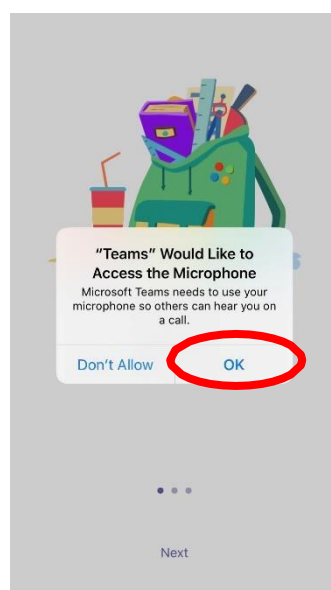 "Teams" Would Like to
Access the Microphone
Microsoft Teams needs to use your
microphone so others can hear you on
a call.
Don't Allow
OK
Next